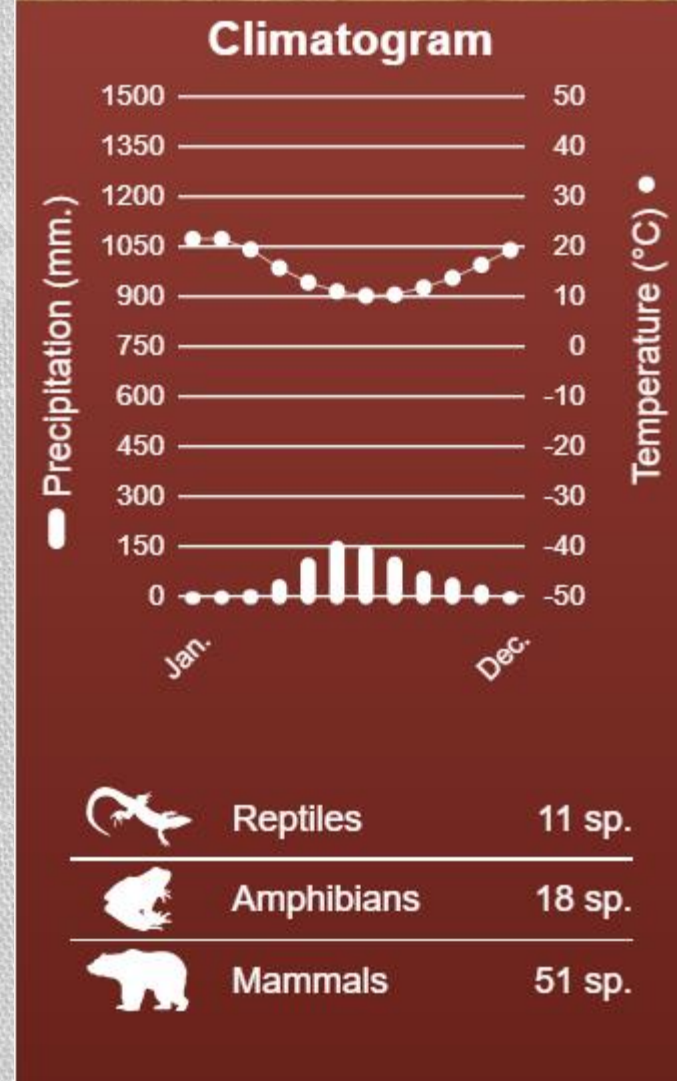 Climatogram
1500 50
1350 40
1200 30
1050 20
900 10
750 0
600 -10
450 -20
300 -30
150 -40
0 -50
Precipitation (mm.)
Temperature (°C)
Jan. Dec.
Reptiles 11 sp.
Amphibians 18 sp.
Mammals 51 sp.